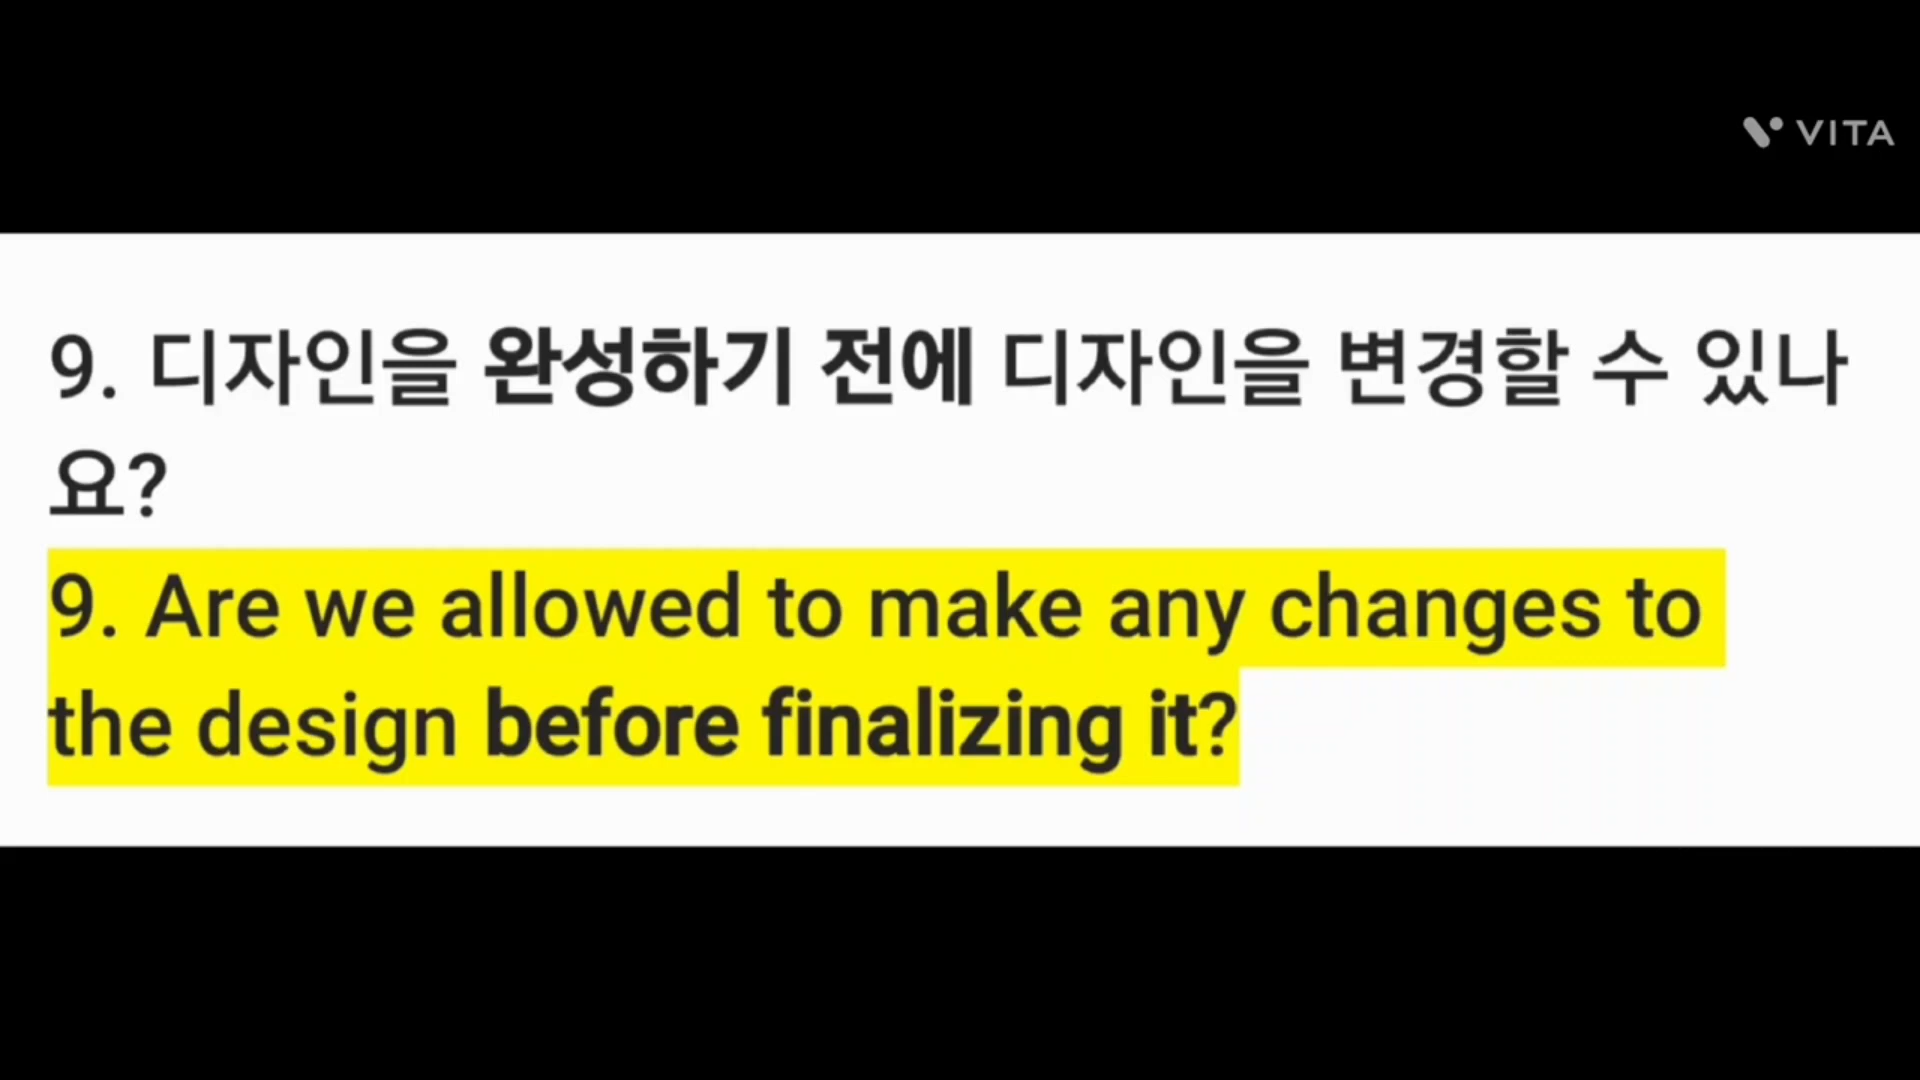 VITA
9. 디자인을 완성하기 전에 디자인을 변경할 수 있나
요?
9. Are we allowed to make any changes to
the design before finalizing it?